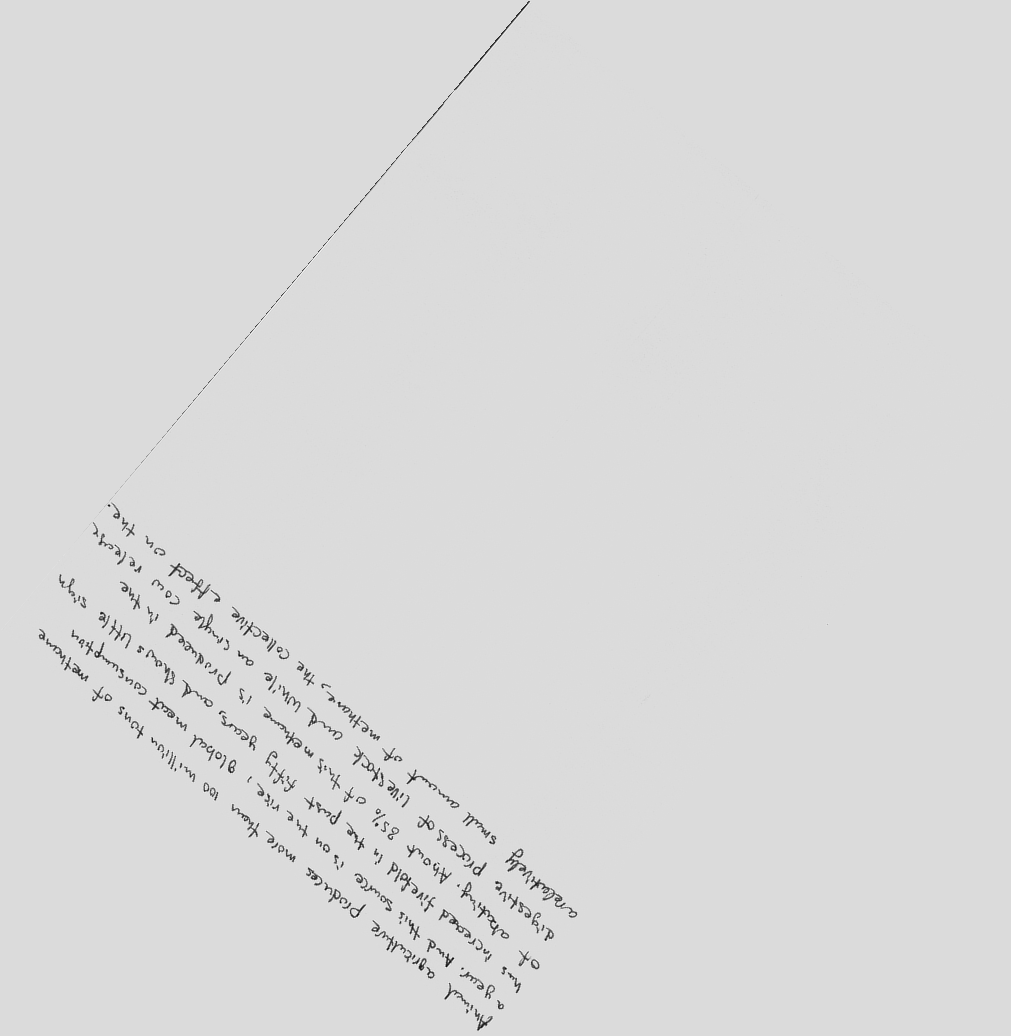 Animal agriculture produces more than 100 million tons of methane
a year. And this source is on the rise, global meat consumption
has increased fivefold in the past fifty years, and shows little sign
of abating. About 85% of this methane is produced in the
digestive process of livestock and while an single cow release
a relatively small amount of methane, the collective effect on the.